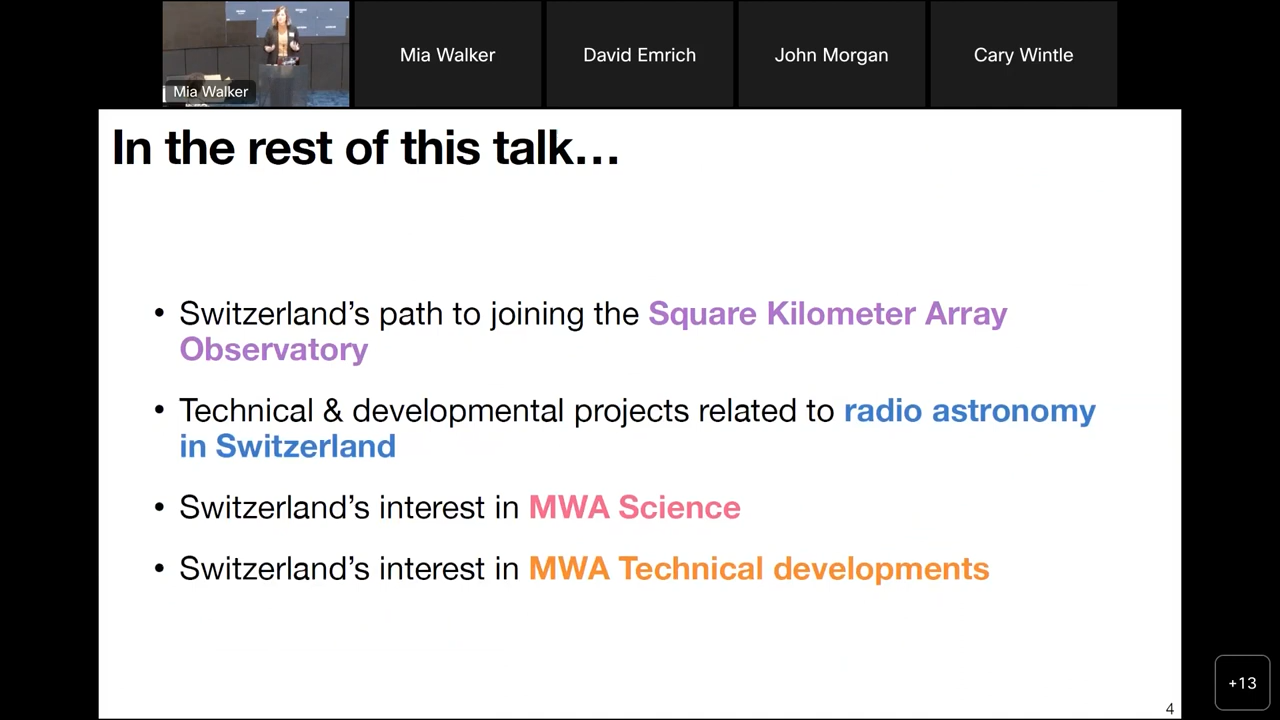 Mia Walker
Mia Walker
David Emrich
John Morgan
Cary Wintle
In the rest of this talk…
• Switzerland’s path to joining the Square Kilometer Array
Observatory
• Technical & developmental projects related to radio astronomy
in Switzerland
• Switzerland’s interest in MWA Science
• Switzerland’s interest in MWA Technical developments
+13
4